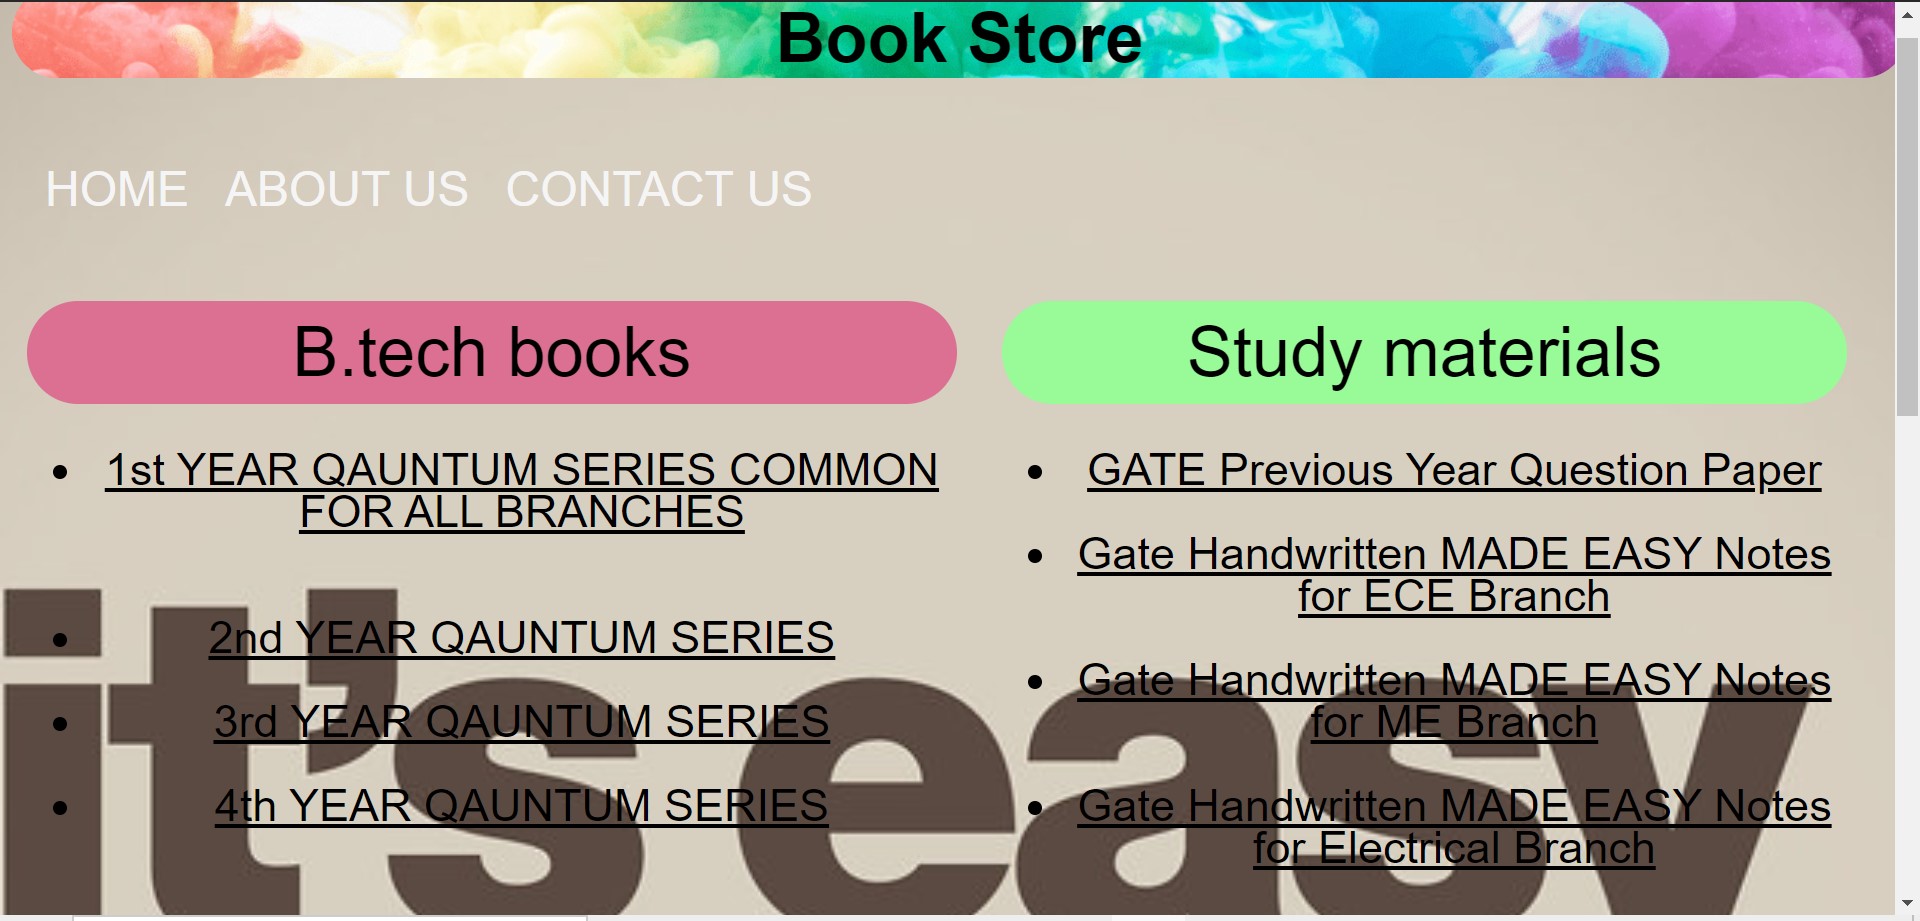 Book Store
HOME ABOUT US CONTACT US
B.tech books
1st YEAR QAUNTUM SERIES COMMON
FOR ALL BRANCHES
2nd YEAR QAUNTUM SERIES
3rd YEAR QAUNTUM SERIES
4th YEAR QAUNTUM SERIES
Study materials
GATE Previous Year Question Paper
Gate Handwritten MADE EASY Notes
for ECE Branch
Gate Handwritten MADE EASY Notes
for ME Branch
Gate Handwritten MADE EASY Notes
for Electrical Branch
it's easy